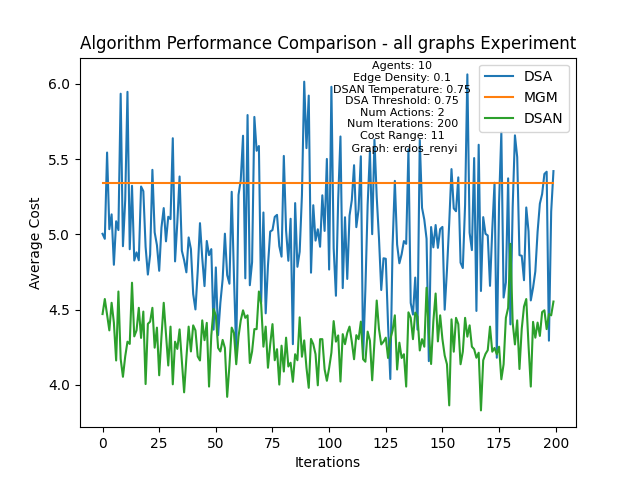 Algorithm Performance Comparison - all graphs Experiment
Agents: 10
Edge Density: 0.1
DSAN Temperature: 0.75
DSA Threshold: 0.75
Num Actions: 2
Num Iterations: 200
Cost Range: 11
Graph: erdos_renyi
DSA
MGM
DSAN
6.0
5.5
5.0
4.5
4.0
Average Cost
0
25
50
75
100
125
150
175
200
Iterations